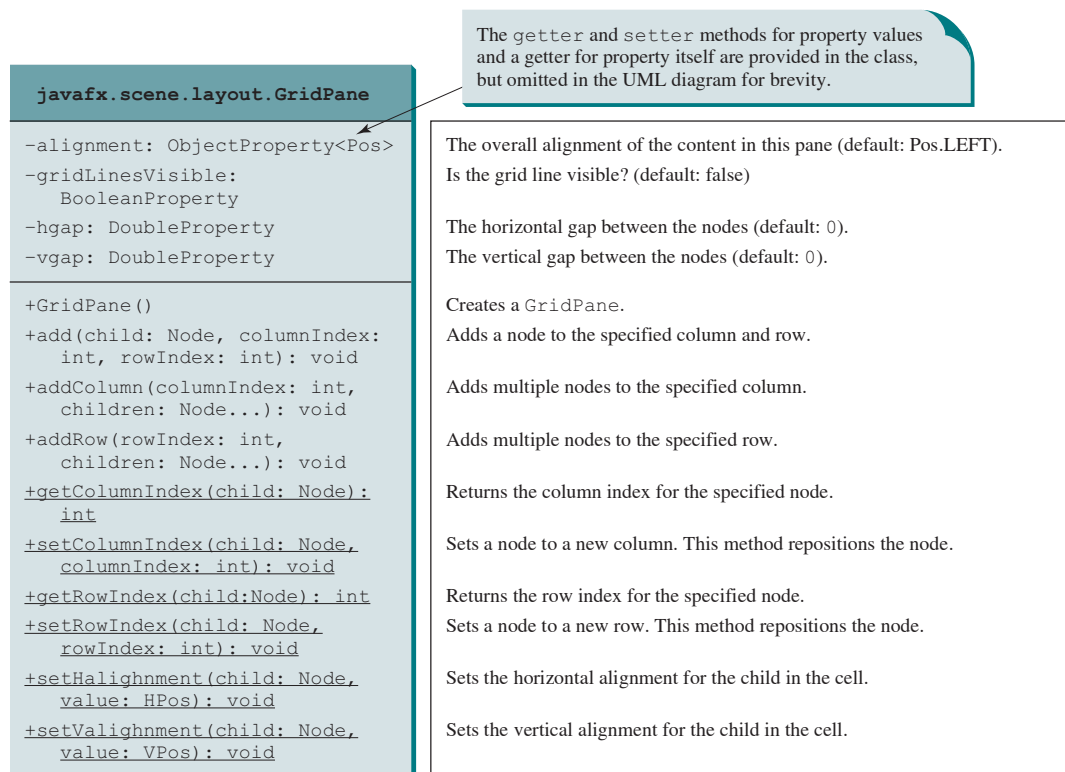 The getter and setter methods for property values
and a getter for property itself are provided in the class,
but omitted in the UML diagram for brevity.
javafx.scene.layout.GridPane
-alignment: ObjectProperty<Pos>
The overall alignment of the content in this pane (default: Pos.LEFT).
-gridLinesVisible:
BooleanProperty
Is the grid line visible? (default: false)
-hgap: DoubleProperty
The horizontal gap between the nodes (default: 0).
-vgap: DoubleProperty
The vertical gap between the nodes (default: 0).
+GridPane()
Creates a GridPane.
+add(child: Node, columnIndex:
int, rowIndex: int): void
Adds a node to the specified column and row.
+addColumn(columnIndex: int,
children: Node...): void
Adds multiple nodes to the specified column.
+addRow(rowIndex: int,
children: Node...): void
Adds multiple nodes to the specified row.
+getColumnIndex(child: Node):
int
Returns the column index for the specified node.
+setColumnIndex(child: Node,
columnIndex: int): void
Sets a node to a new column. This method repositions the node.
+getRowIndex(child:Node): int
Returns the row index for the specified node.
+setRowIndex(child: Node,
rowIndex: int): void
Sets a node to a new row. This method repositions the node.
+setHalighnment(child: Node,
value: HPos): void
Sets the horizontal alignment for the child in the cell.
+setValighnment(child: Node,
value: VPos): void
Sets the vertical alignment for the child in the cell.